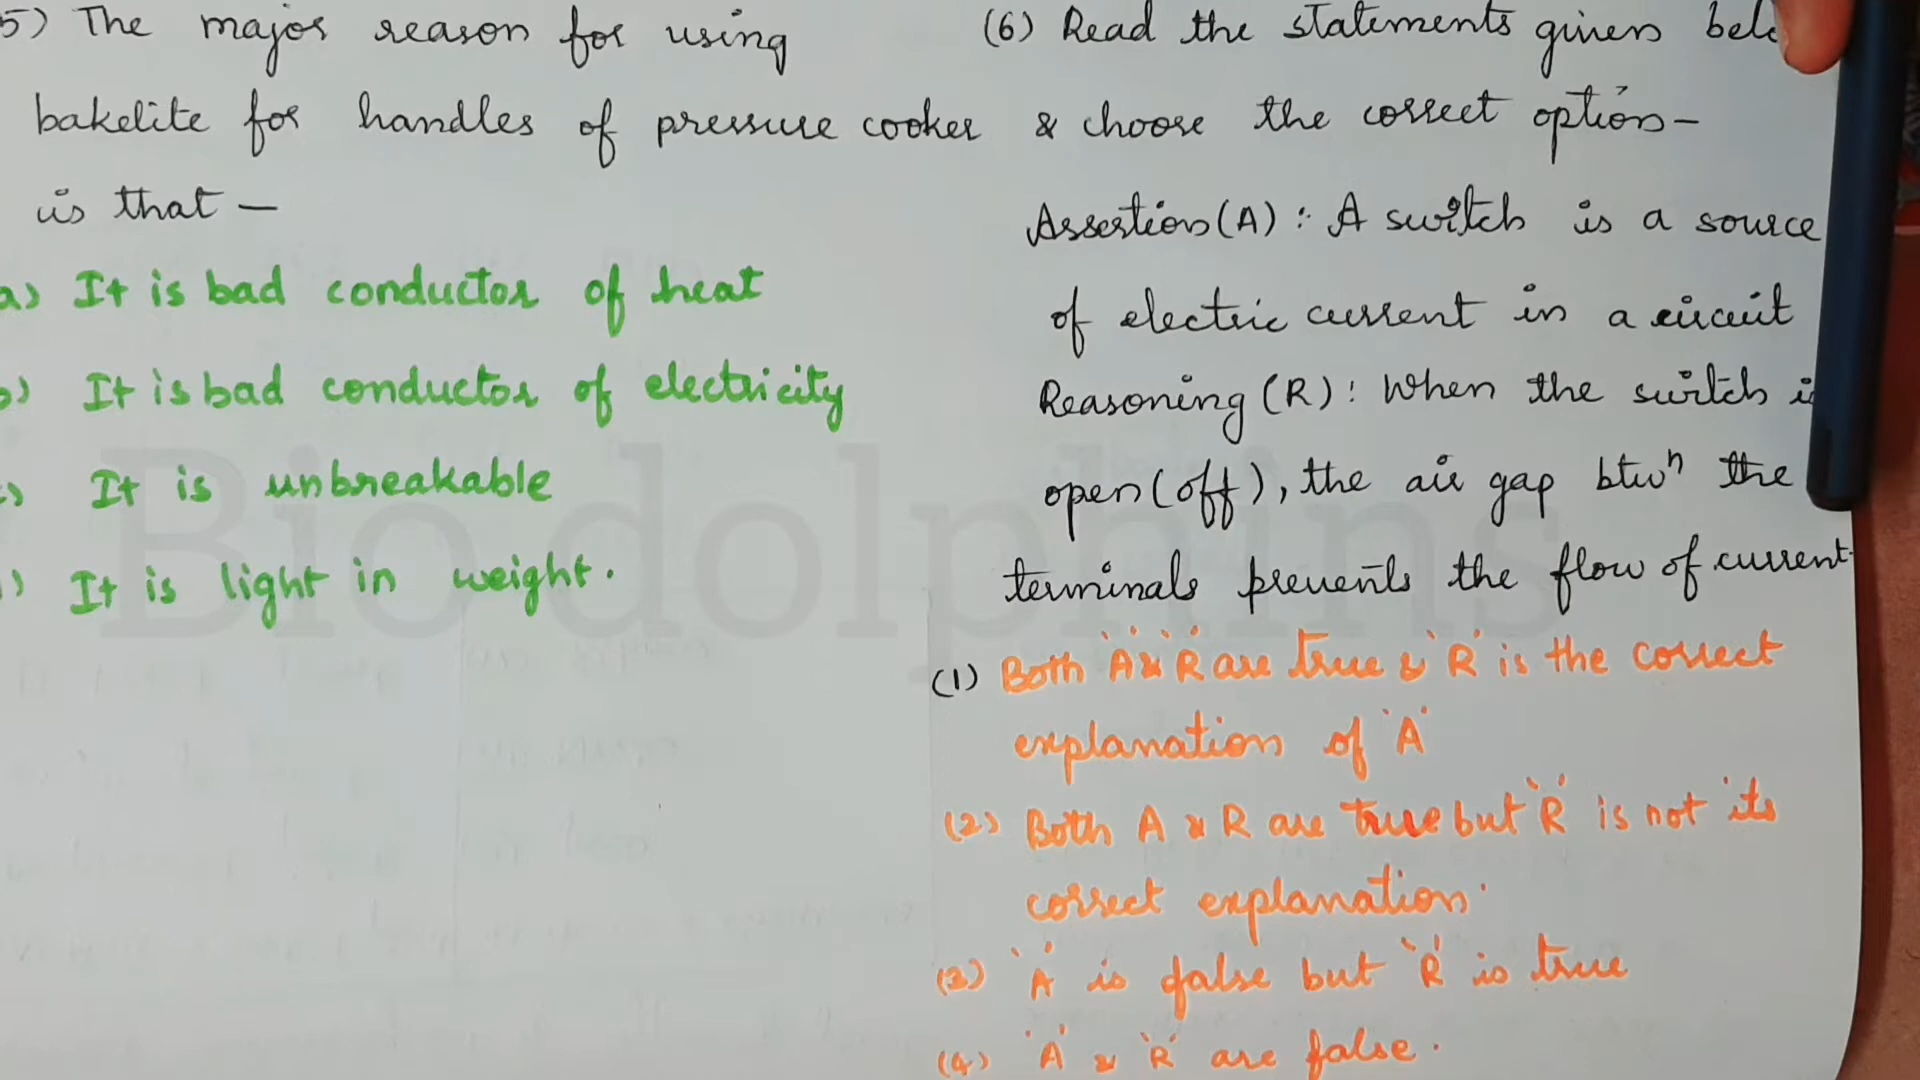 5) The major reason for using
bakelite for handles of pressure cooker
is that —
a) It is bad conductor of heat
b) It is bad conductor of electricity
c) It is unbreakable
d) It is light in weight.
(6) Read the statements given
& choose the correct option -
Assertion (A) : A switch is a source
of electric current in a circuit
Reasoning (R) : When the switch is
open (off), the air gap btwⁿ the
terminals prevents the flow of current
(1) Both 'A' & 'R' are true & 'R' is the correct
explanation of 'A'
(2) Both A & R are true but 'R' is not its
correct explanation.
(3) 'A' is false but 'R' is true
(4) 'A' & 'R' are false.
Bio dolphins